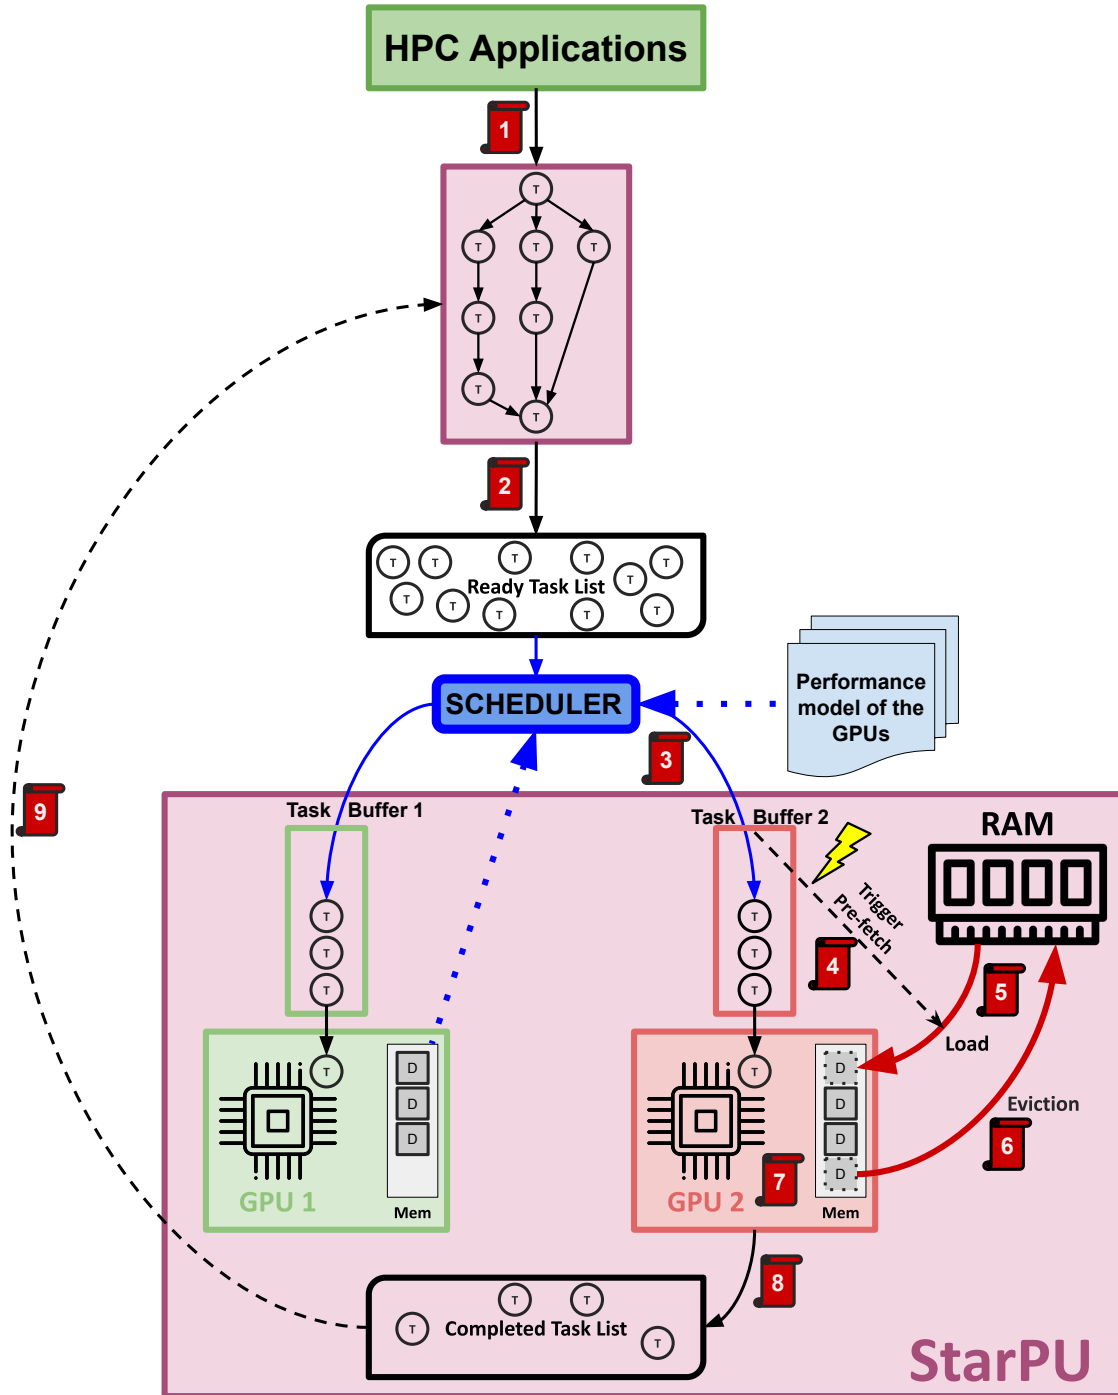 HPC Applications
1
T
T T T
T T
T
T
2
T T T T T
T
Ready Task List
T T T T T
SCHEDULER
Performance
model of the
GPUs
3
9
Task Buffer 1
Task Buffer 2
RAM
Trigger
Pre-fetch
T
T
T
T
T
T
4
5
Load
T
D
D
D
GPU 1
Mem
T
D
D
D
D
7
GPU 2
Mem
Eviction
6
8
T T
T
Completed Task List
T
StarPU